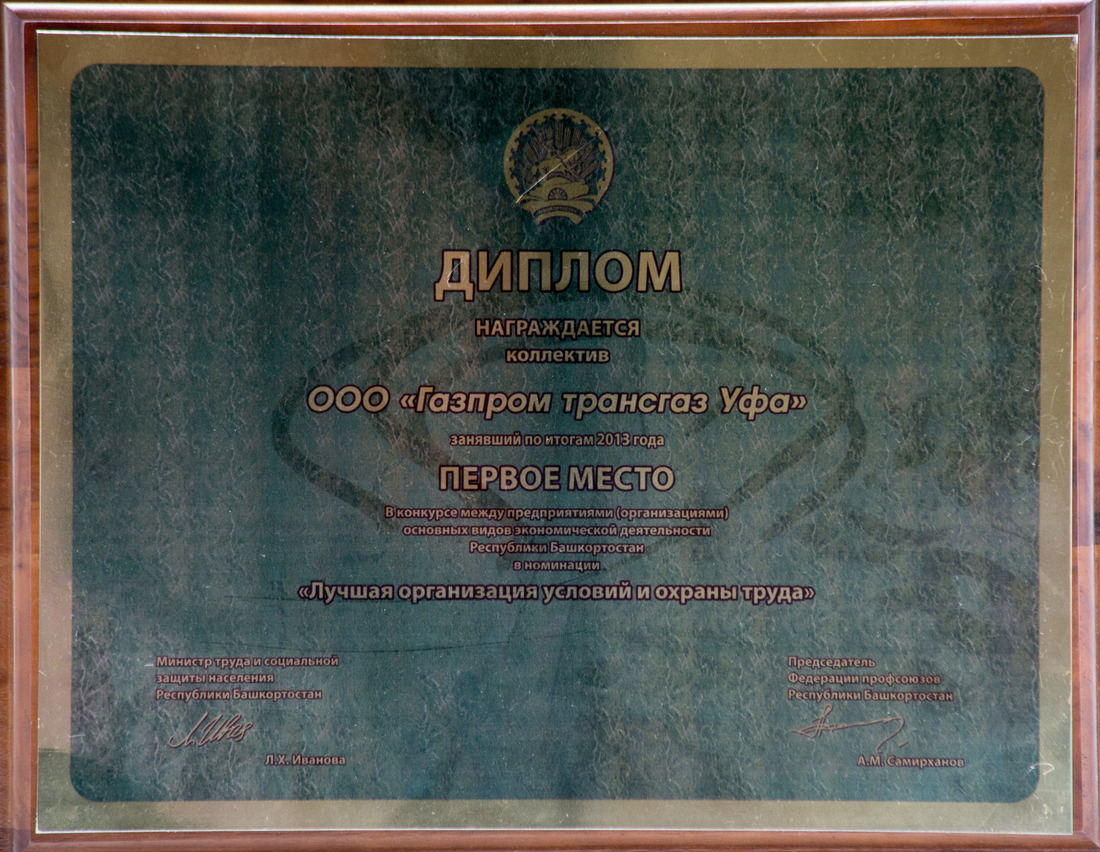 ДИПЛОМ
НАГРАЖДАЕТСЯ
коллектив
ООО «Газпром трансгаз Уфа»
занявший по итогам 2013 года
ПЕРВОЕ МЕСТО
В конкурсе между предприятиями (организациями)
основных видов экономической деятельности
Республики Башкортостан
в номинации
«Лучшая организация условий и охраны труда»
Министр труда и социальной
защиты населения
Республики Башкортостан
Л.Х. Иванова
Председатель
Федерации профсоюзов
Республики Башкортостан
А.М. Самирханов